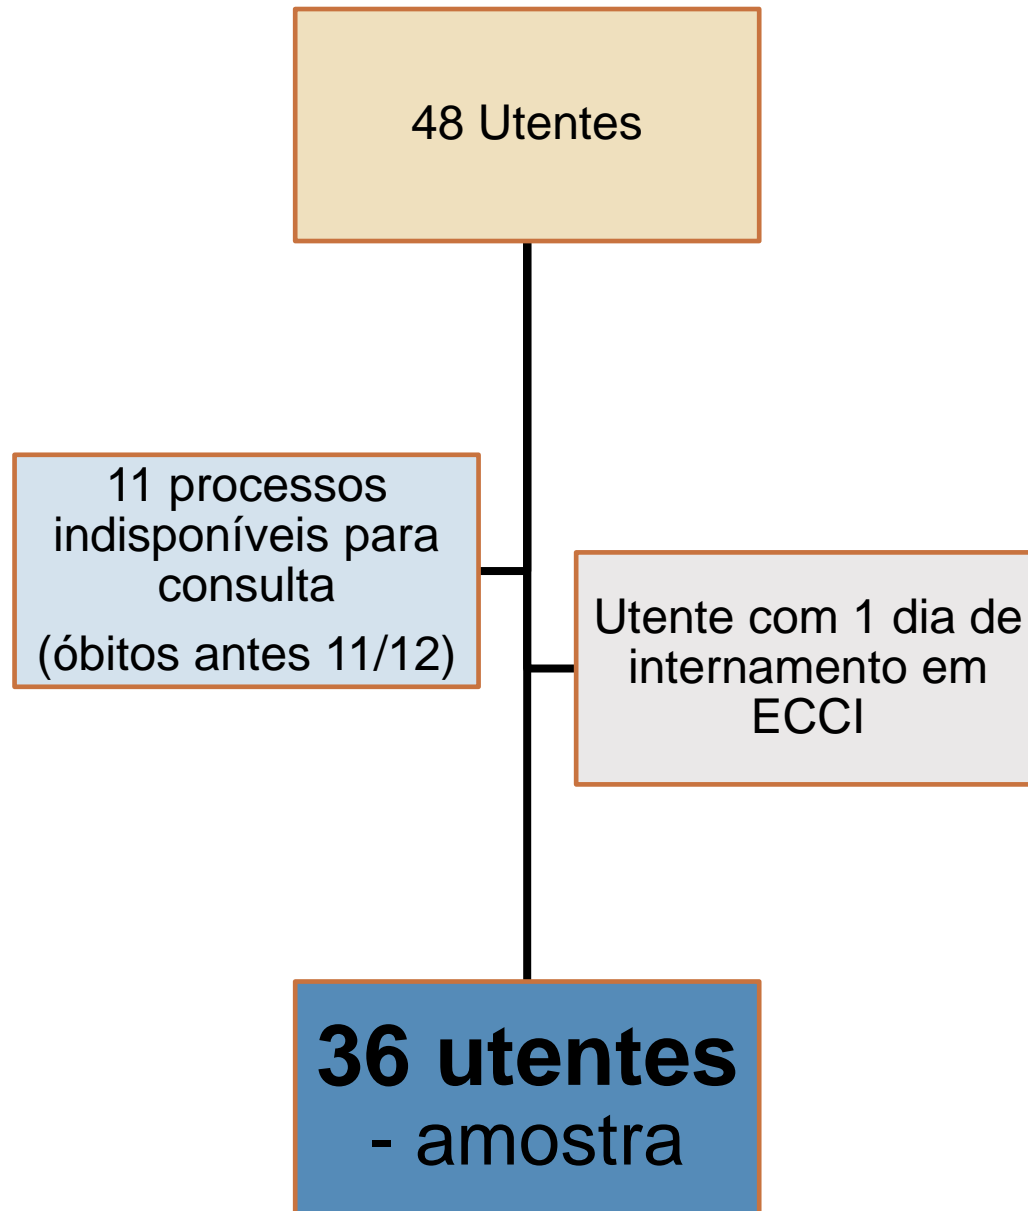 48 Utentes
11 processos
indisponíveis para
consulta
(óbitos antes 11/12)
Utente com 1 dia de
internamento em
ECCI
36 utentes
- amostra